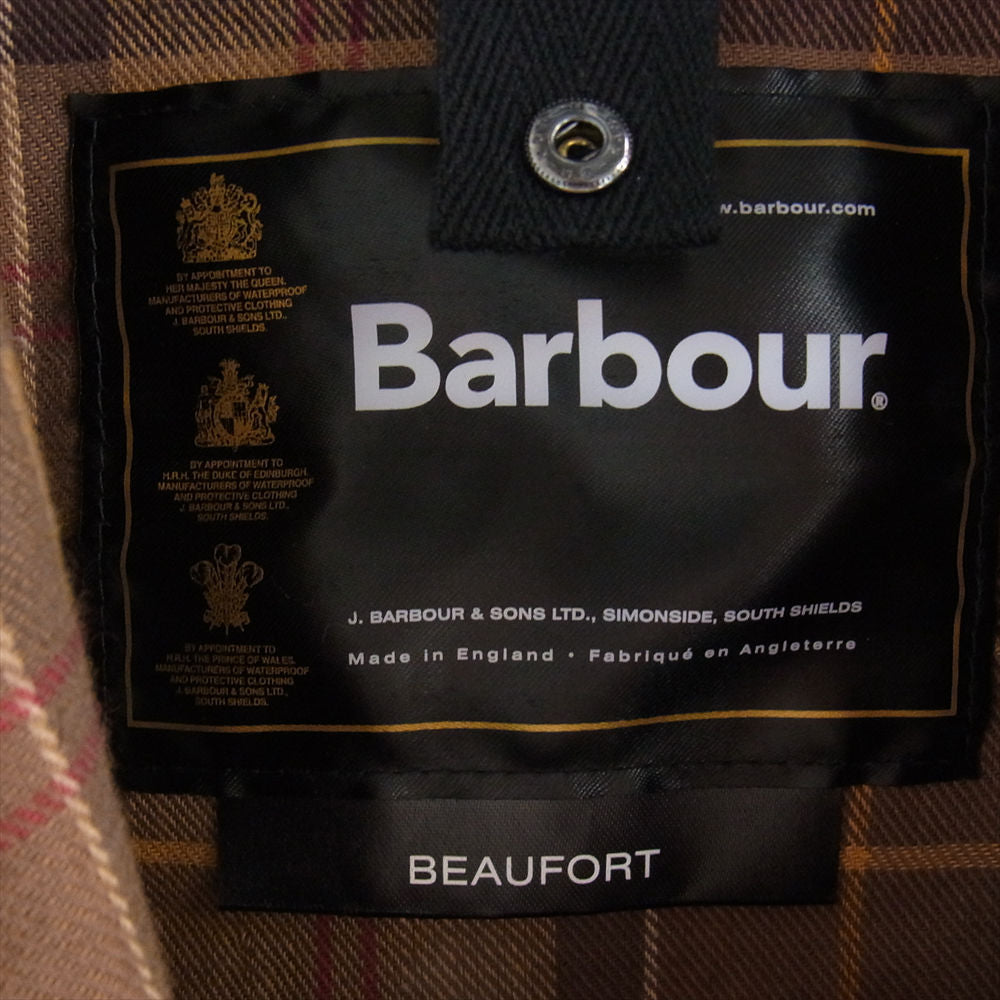 w.barbour.com
BY APPOINTMENT TO
HER MAJESTY THE QUEEN.
MANUFACTURERS OF WATERPROOF
AND PROTECTIVE CLOTHING
J. BARBOUR & SONS LTD.,
SOUTH SHIELDS.
Barbour®
BY APPOINTMENT TO
H.R.H. THE DUKE OF EDINBURGH.
MANUFACTURERS OF WATERPROOF
AND PROTECTIVE CLOTHING
J. BARBOUR & SONS LTD.,
SOUTH SHIELDS.
BY APPOINTMENT TO
H.R.H. THE PRINCE OF WALES.
MANUFACTURERS OF WATERPROOF
AND PROTECTIVE CLOTHING
J. BARBOUR & SONS LTD.,
SOUTH SHIELDS.
J. BARBOUR & SONS LTD., SIMONSIDE, SOUTH SHIELDS
Made in England • Fabriqué en Angleterre
BEAUFORT